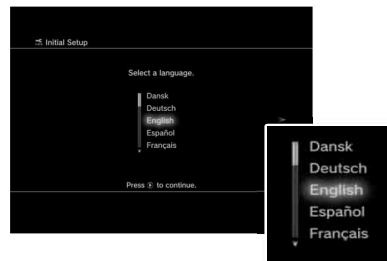 Initial Setup
Select a language.
Dansk
Deutsch
English
Español
Français
Press ⓧ to continue.
Dansk
Deutsch
English
Español
Français